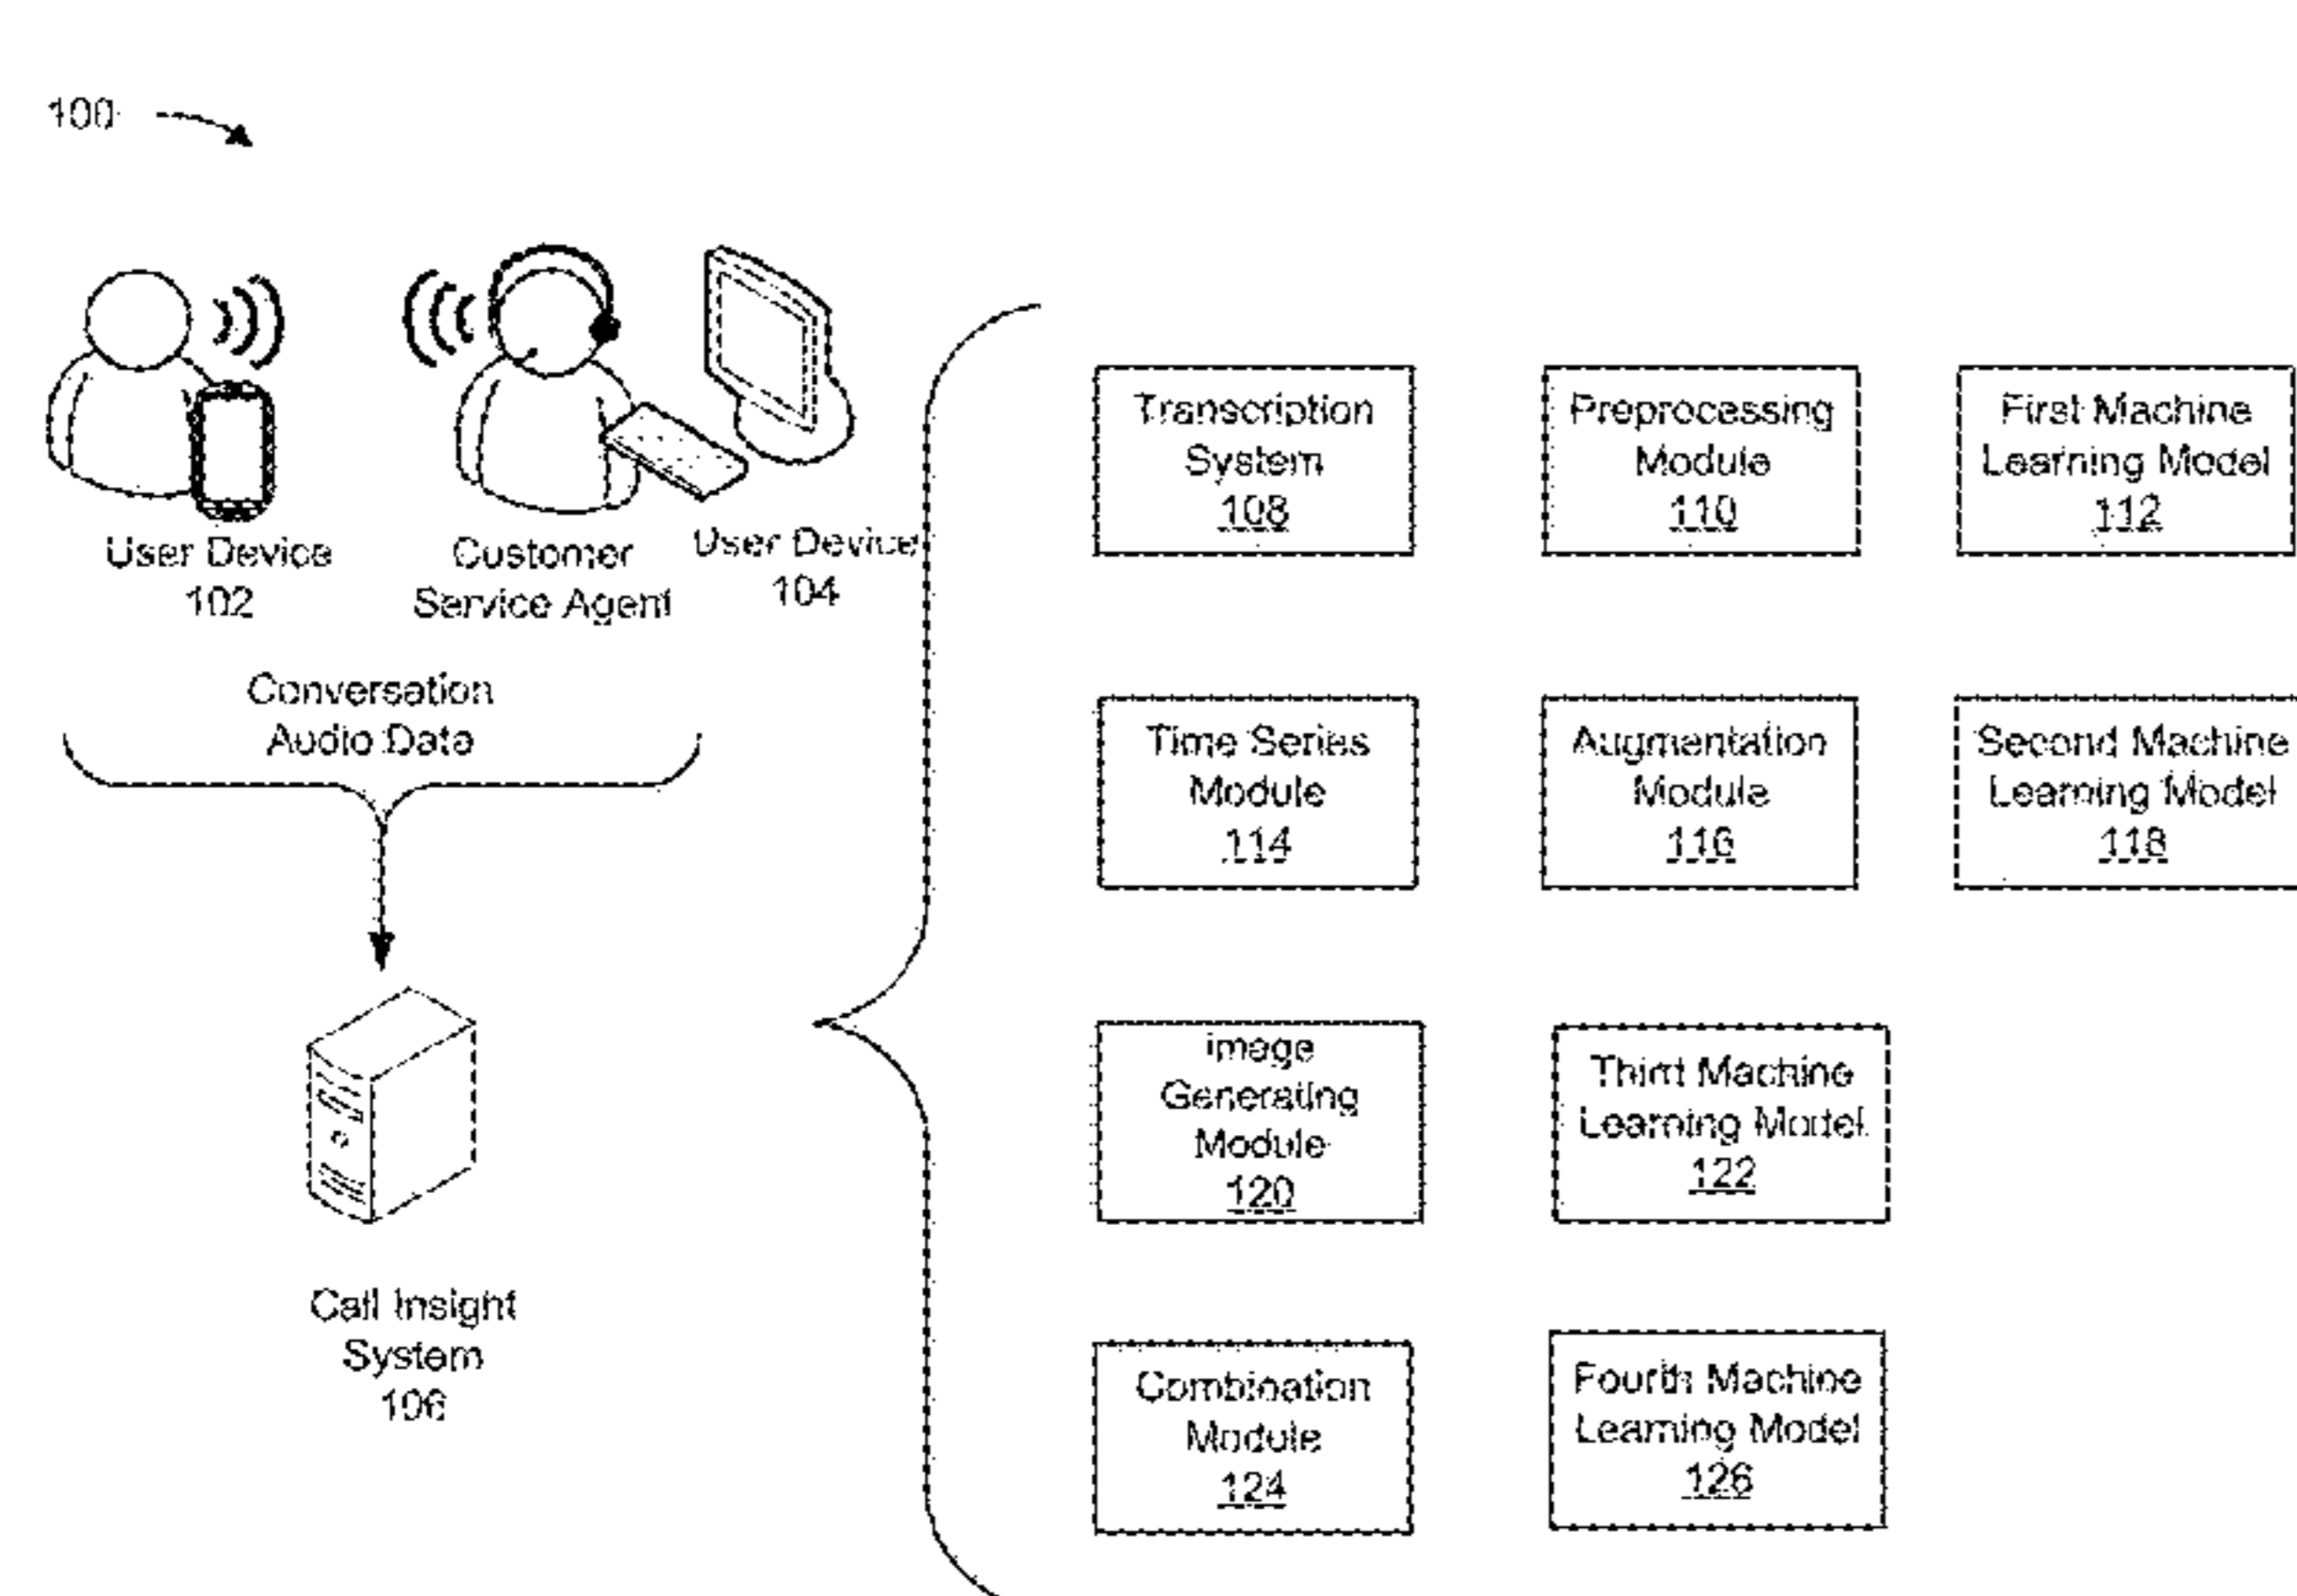 100
User Device
102
Customer
Service Agent
User Device
104
Conversation
Audio Data
Call Insight
System
106
Transcription
System
108
Preprocessing
Module
110
First Machine
Learning Model
112
Time Series
Module
114
Augmentation
Module
116
Second Machine
Learning Model
118
Image
Generating
Module
120
Third Machine
Learning Model
122
Combination
Module
124
Fourth Machine
Learning Model
126